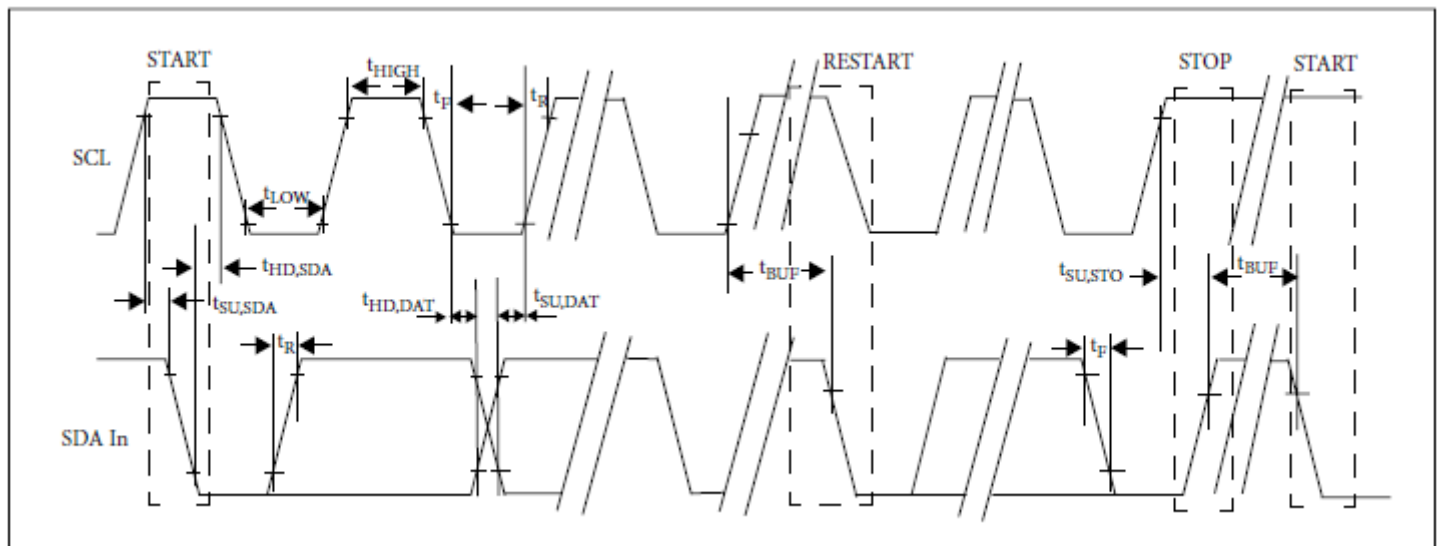 START
RESTART
STOP
START
tHIGH
tF
tR
SCL
tLOW
tHD,SDA
tBUF
tSU,STO
tBUF
tSU,SDA
tHD,DAT
tSU,DAT
tR
tF
SDA In